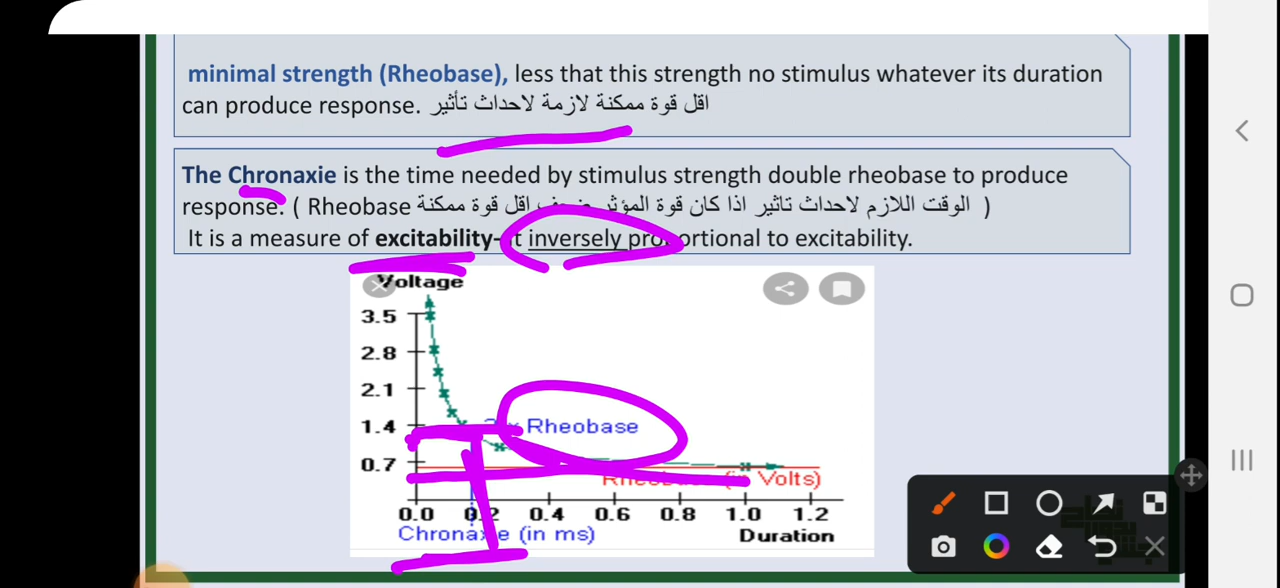 minimal strength (Rheobase), less that this strength no stimulus whatever its duration
can produce response. اقل قوة ممكنة لازمة لاحداث تأثير
The Chronaxie is the time needed by stimulus strength double rheobase to produce
response. ( Rheobase الوقت اللازم لاحداث تاثير اذا كان قوة المؤثر اقل قوة ممكنة )
It is a measure of excitability- it inversely proportional to excitability.
Voltage
3.5
2.8
2.1
1.4
Rheobase
0.7
Rheobase (in Volts)
0.0 0.2 0.4 0.6 0.8 1.0 1.2
Chronaxie (in ms) Duration